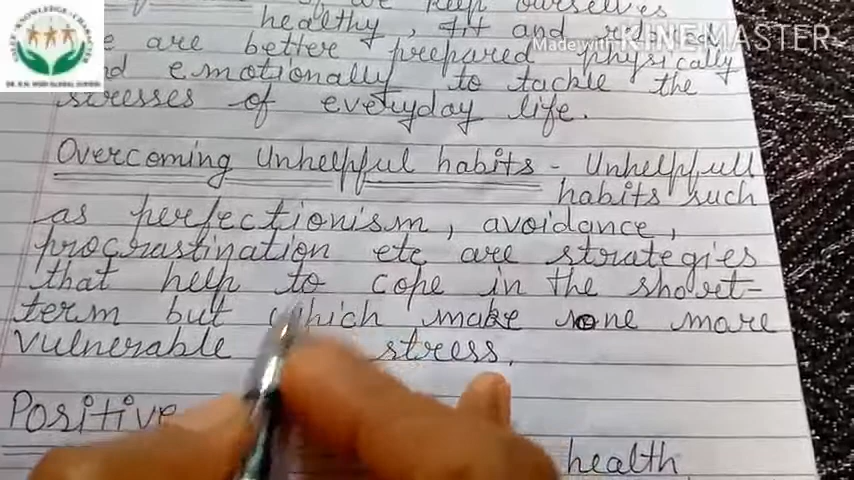 we keep ourselves
healthy, fit and
Made with KINEMASTER
are better prepared physically
emotionally to tackle the
stresses of everyday life.
Overcoming Unhelpful habits - Unhelpfull
habits such
as perfectionism, avoidance,
procrastination etc are strategies
that help to cope in the short-
term but which make one more
vulnerable stress.
Positive
health